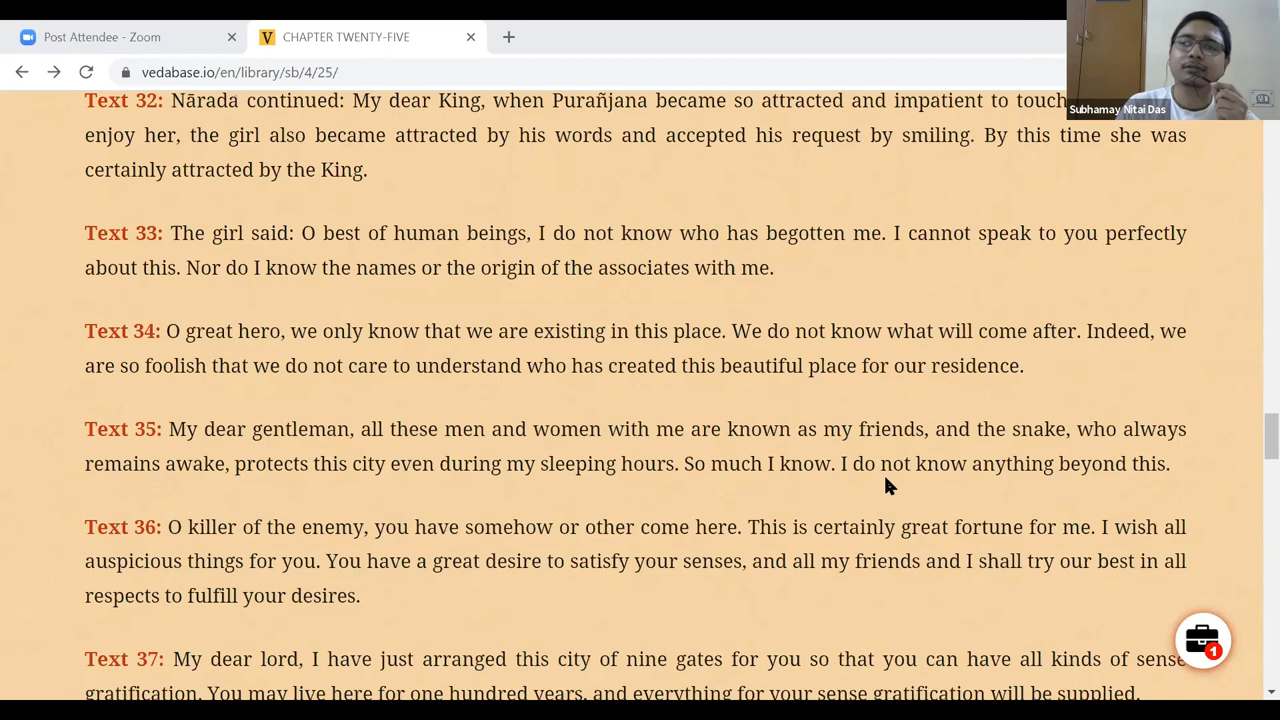 Post Attendee - Zoom
CHAPTER TWENTY-FIVE
vedabase.io/en/library/sb/4/25/
Subhamay Nitai Das
Text 32: Nārada continued: My dear King, when Purañjana became so attracted and impatient to touch
enjoy her, the girl also became attracted by his words and accepted his request by smiling. By this time she was
certainly attracted by the King.
Text 33: The girl said: O best of human beings, I do not know who has begotten me. I cannot speak to you perfectly
about this. Nor do I know the names or the origin of the associates with me.
Text 34: O great hero, we only know that we are existing in this place. We do not know what will come after. Indeed, we
are so foolish that we do not care to understand who has created this beautiful place for our residence.
Text 35: My dear gentleman, all these men and women with me are known as my friends, and the snake, who always
remains awake, protects this city even during my sleeping hours. So much I know. I do not know anything beyond this.
Text 36: O killer of the enemy, you have somehow or other come here. This is certainly great fortune for me. I wish all
auspicious things for you. You have a great desire to satisfy your senses, and all my friends and I shall try our best in all
respects to fulfill your desires.
1
Text 37: My dear lord, I have just arranged this city of nine gates for you so that you can have all kinds of sense
gratification. You may live here for one hundred years, and everything for your sense gratification will be supplied.